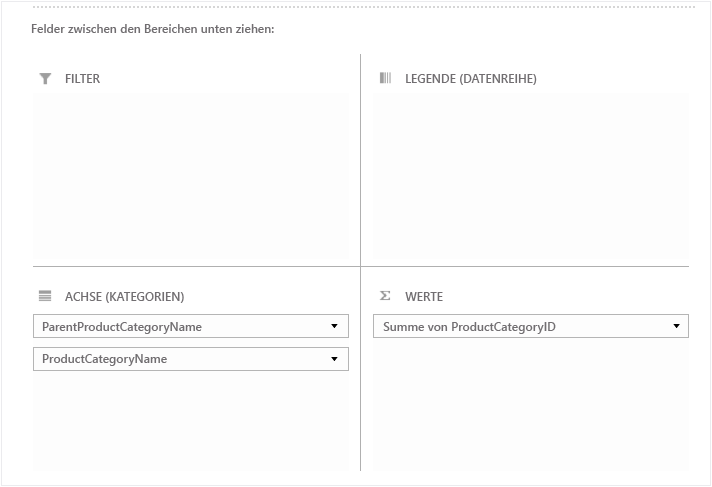 Felder zwischen den Bereichen unten ziehen:
FILTER
LEGENDE (DATENREIHE)
ACHSE (KATEGORIEN)
ParentProductCategoryName
ProductCategoryName
WERTE
Summe von ProductCategoryID